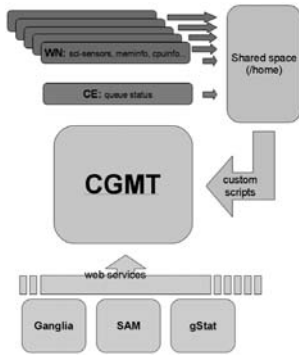 WN: sci-sensors, meminfo, cpuinfo...
Shared space
(/home)
CE: queue status
CGMT
custom
scripts
web services
Ganglia
SAM
gStat